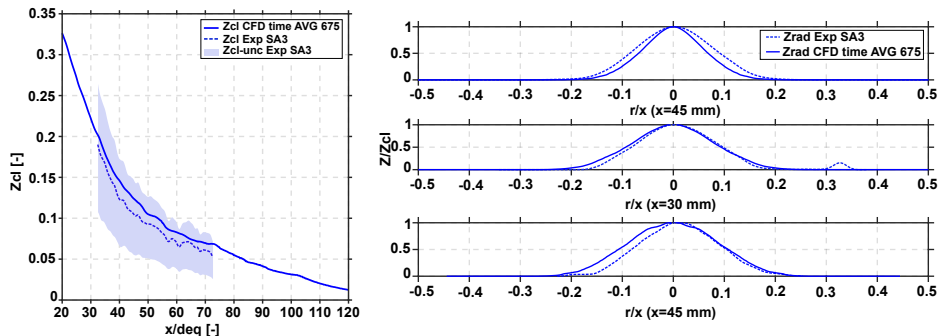 Zcl CFD time AVG 675
Zcl Exp SA3
Zcl-unc Exp SA3
0.35
0.30
0.25
0.20
0.15
0.10
0.05
0
Zcl [-]
20 30 40 50 60 70 80 90 100 110 120
x/deq [-]
Zrad Exp SA3
Zrad CFD time AVG 675
1
0.5
0
-0.5 -0.4 -0.3 -0.2 -0.1 0 0.1 0.2 0.3 0.4 0.5
r/x (x=45 mm)
Z/Zcl
1
0.5
0
-0.5 -0.4 -0.3 -0.2 -0.1 0 0.1 0.2 0.3 0.4 0.5
r/x (x=30 mm)
1
0.5
0
-0.5 -0.4 -0.3 -0.2 -0.1 0 0.1 0.2 0.3 0.4 0.5
r/x (x=45 mm)